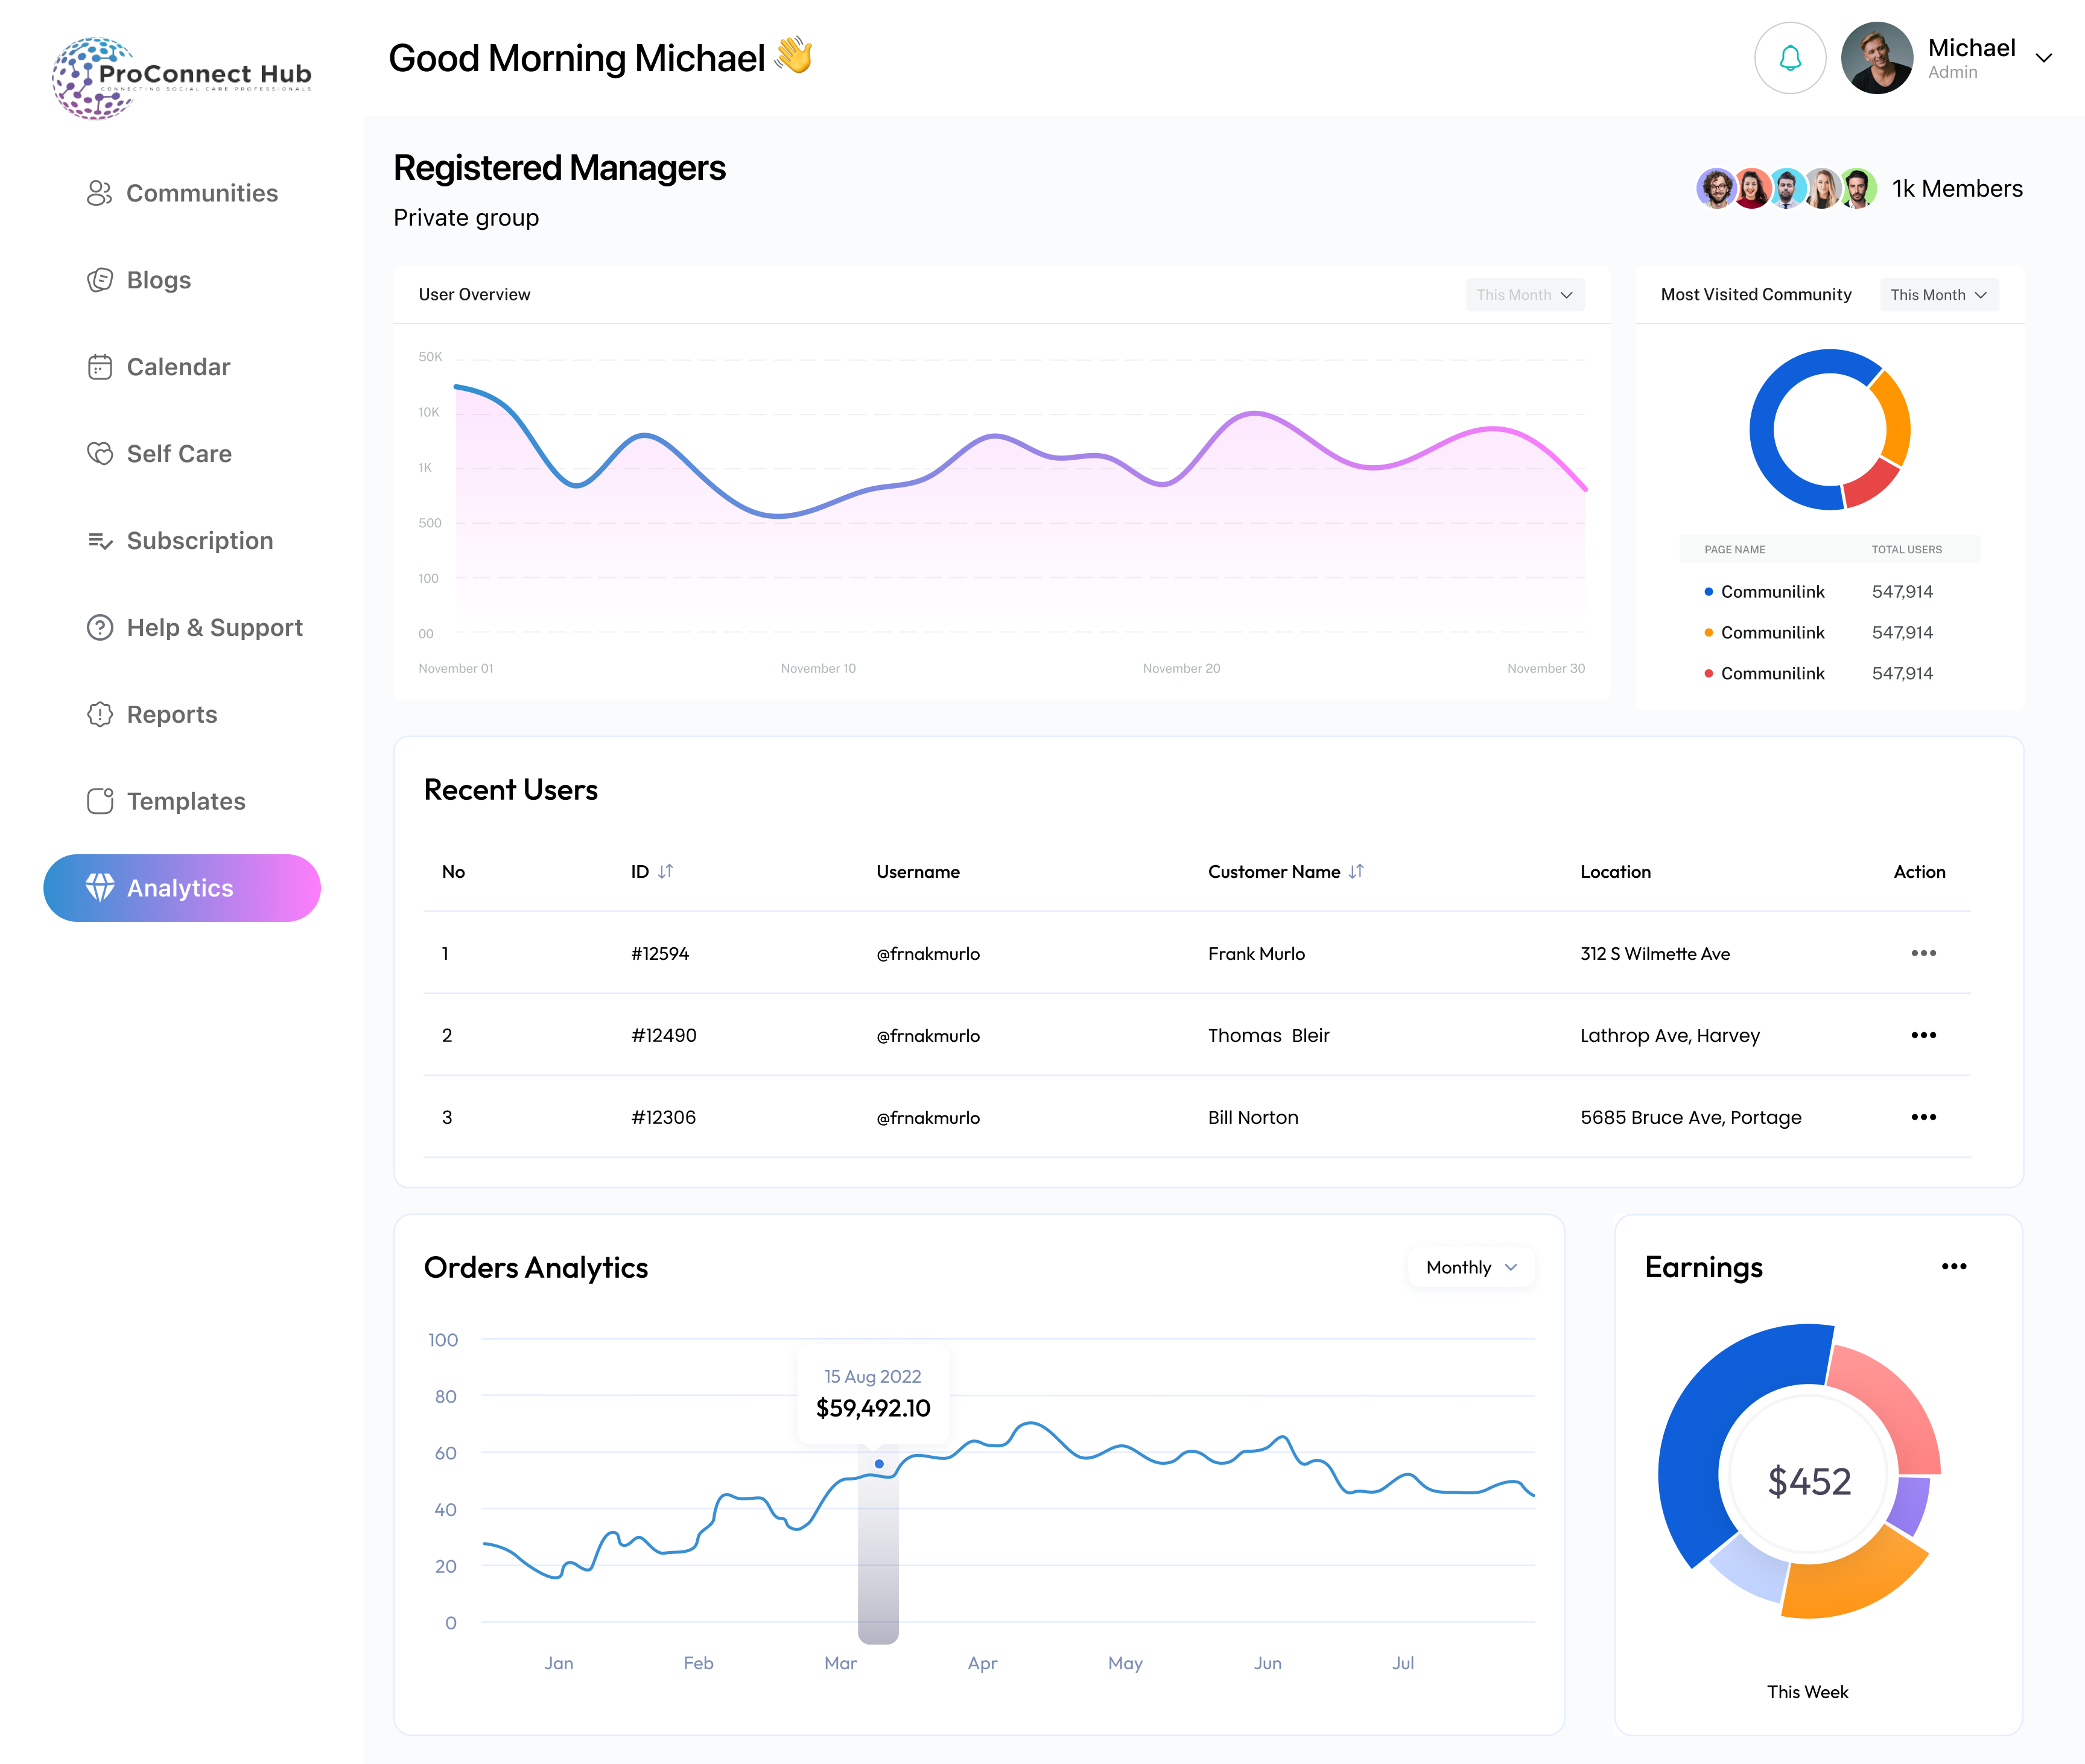 ProConnect Hub
CONNECTING SOCIAL CARE PROFESSIONALS
Good Morning Michael 👋
Michael
Admin
Communities
Blogs
Calendar
Self Care
Subscription
Help & Support
Reports
Templates
Analytics
Registered Managers
Private group
1k Members
User Overview
This Month
50K
10K
1K
500
100
00
November 01 November 10 November 20 November 30
Most Visited Community
This Month
PAGE NAME TOTAL USERS
Communilink 547,914
Communilink 547,914
Communilink 547,914
Recent Users
No ID Username Customer Name Location Action
1 #12594 @frnakmurlo Frank Murlo 312 S Wilmette Ave
2 #12490 @frnakmurlo Thomas Bleir Lathrop Ave, Harvey
3 #12306 @frnakmurlo Bill Norton 5685 Bruce Ave, Portage
Orders Analytics
Monthly
100
80
60
40
20
0
15 Aug 2022
$59,492.10
Jan Feb Mar Apr May Jun Jul
Earnings
$452
This Week